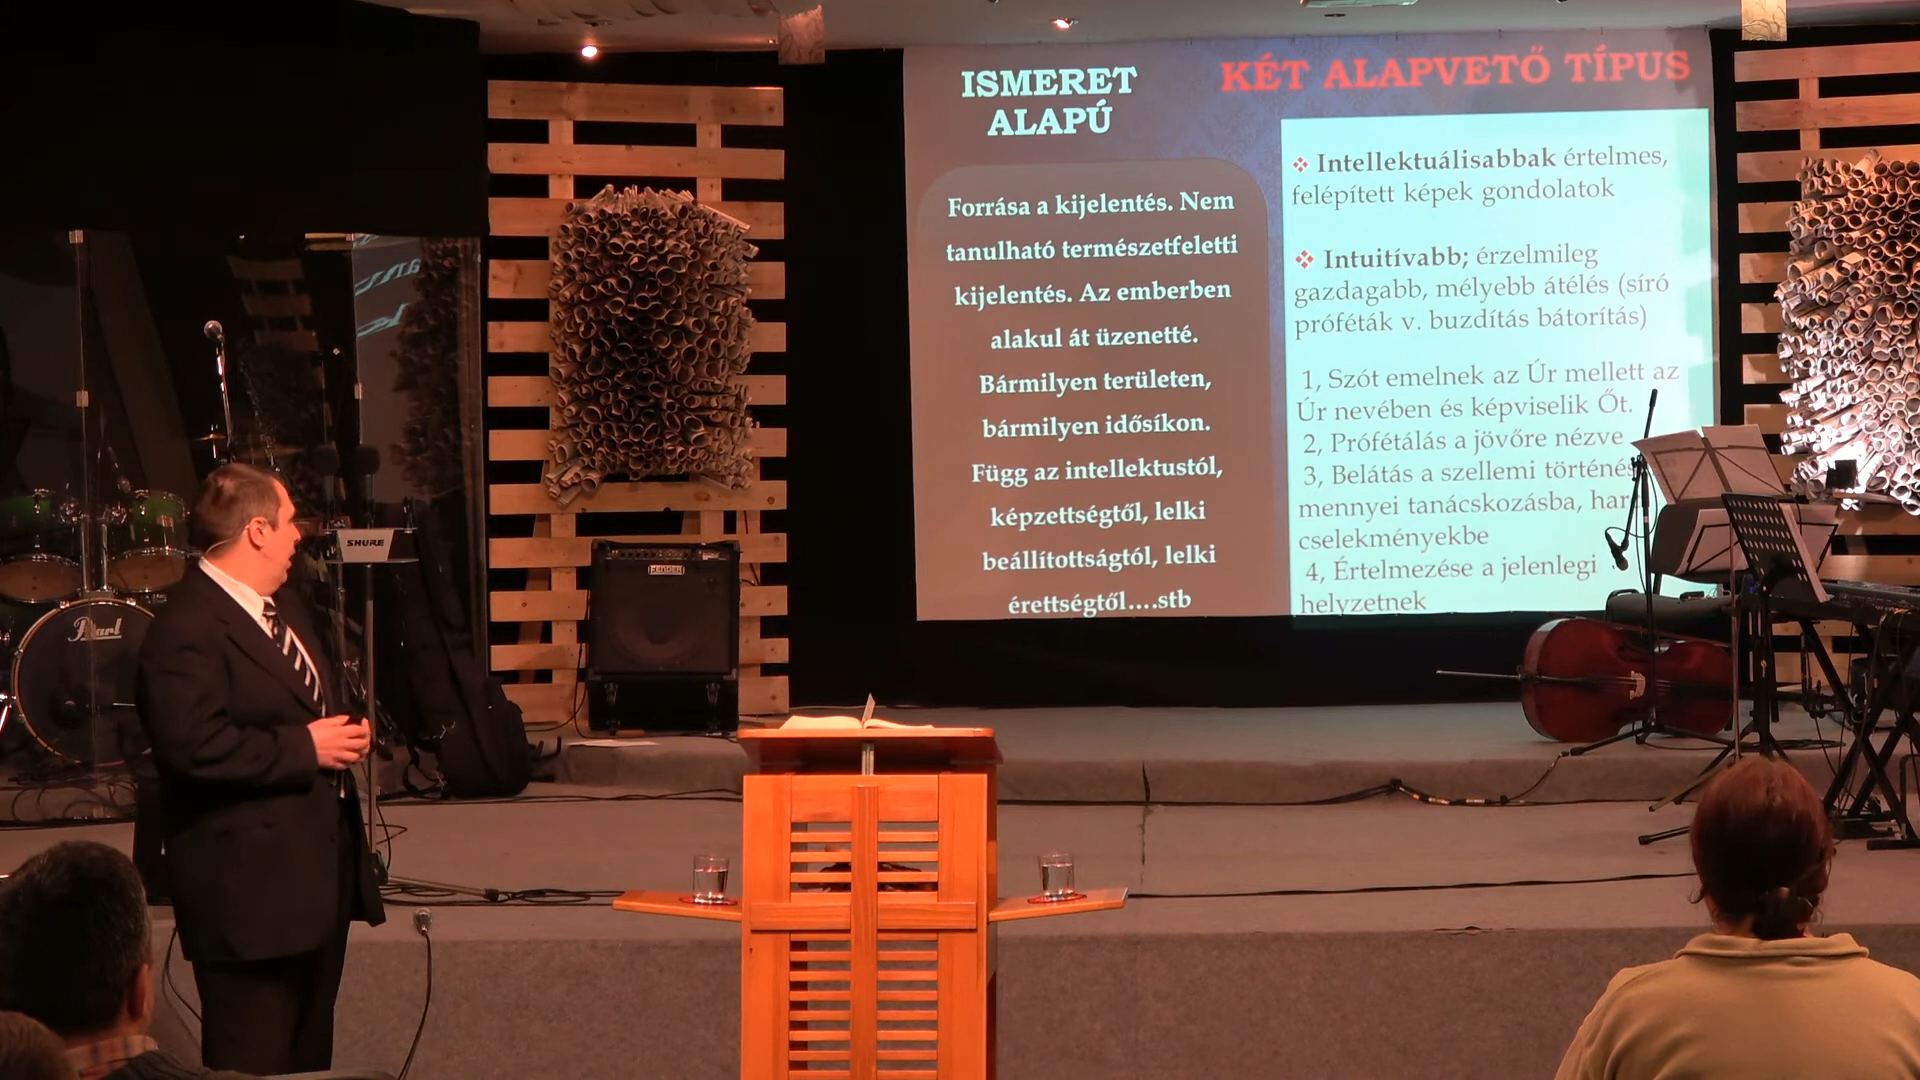 ISMERET
ALAPÚ
Forrása a kijelentés. Nem
tanulható természetfeletti
kijelentés. Az emberben
alakul át üzenetté.
Bármilyen területen,
bármilyen idősíkon.
Függ az intellektustól,
képzettségtől, lelki
beállítottságtól, lelki
érettségtől....stb
KÉT ALAPVETŐ TÍPUS
❖ Intellektuálisabbak értelmes,
felépített képek gondolatok
❖ Intuitívabb; érzelmileg
gazdagabb, mélyebb átélés (síró
próféták v. buzdítás bátorítás)
1, Szót emelnek az Úr mellett az
Úr nevében és képviselik Őt.
2, Prófétálás a jövőre nézve
3, Belátás a szellemi
mennyei tanácskozásba,
cselekményekbe
4, Értelmezése a jelenlegi
helyzetnek
SHURE
FENDER
Pearl